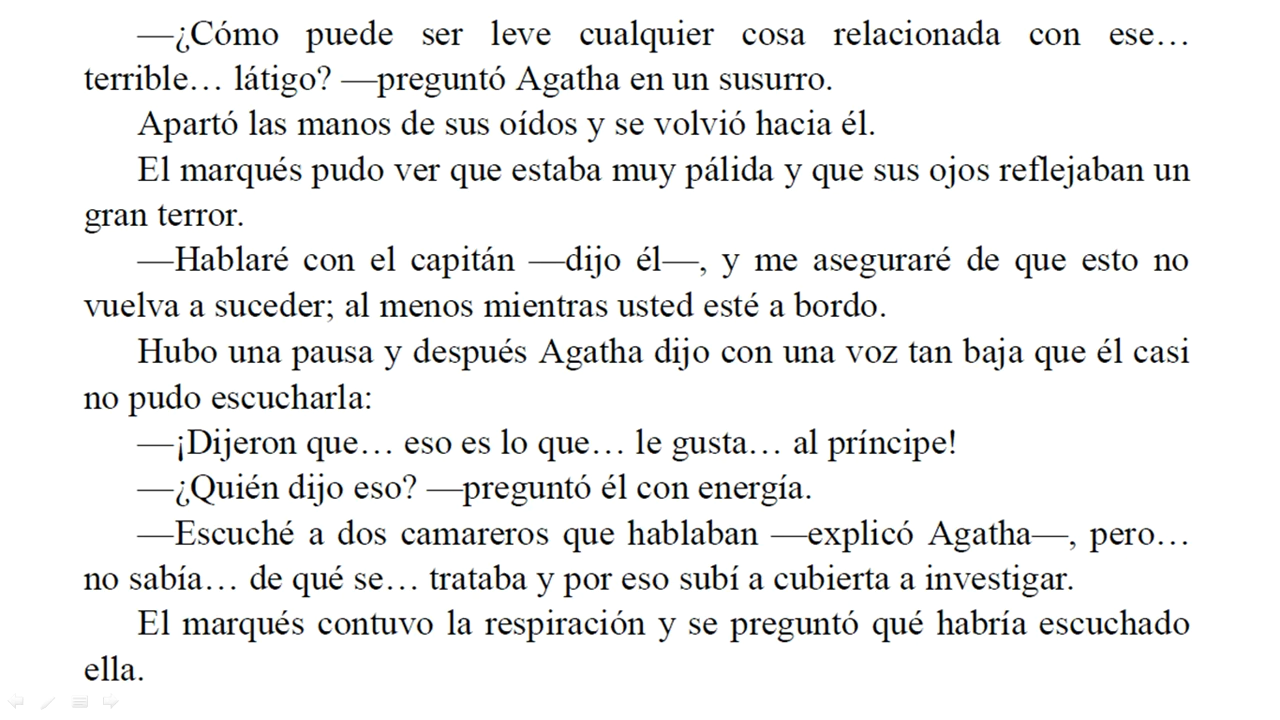 —¿Cómo puede ser leve cualquier cosa relacionada con ese…
terrible… látigo? —preguntó Agatha en un susurro.
Apartó las manos de sus oídos y se volvió hacia él.
El marqués pudo ver que estaba muy pálida y que sus ojos reflejaban un
gran terror.
—Hablaré con el capitán —dijo él—, y me aseguraré de que esto no
vuelva a suceder; al menos mientras usted esté a bordo.
Hubo una pausa y después Agatha dijo con una voz tan baja que él casi
no pudo escucharla:
—¡Dijeron que… eso es lo que… le gusta… al príncipe!
—¿Quién dijo eso? —preguntó él con energía.
—Escuché a dos camareros que hablaban —explicó Agatha—, pero…
no sabía… de qué se… trataba y por eso subí a cubierta a investigar.
El marqués contuvo la respiración y se preguntó qué habría escuchado
ella.